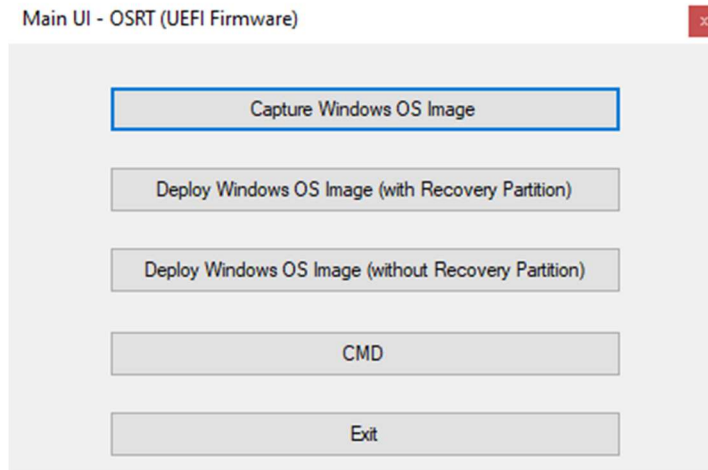 Main UI - OSRT (UEFI Firmware)
x
Capture Windows OS Image
Deploy Windows OS Image (with Recovery Partition)
Deploy Windows OS Image (without Recovery Partition)
CMD
Exit